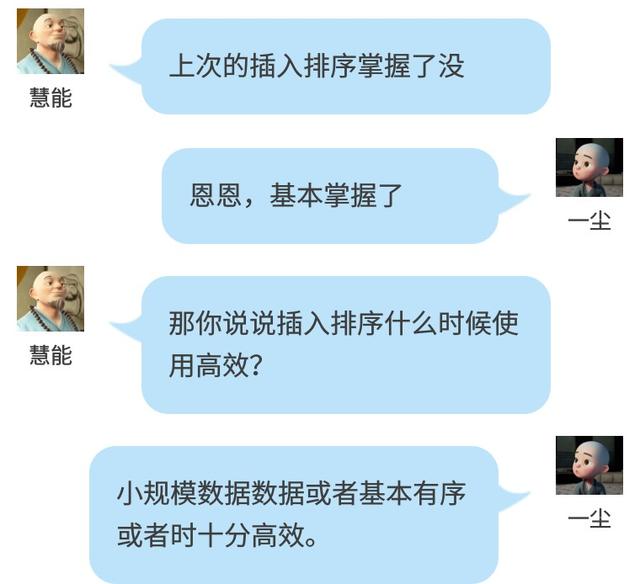 慧能
上次的插入排序掌握了没
恩恩，基本掌握了
一尘
慧能
那你说说插入排序什么时候使
用高效？
小规模数据数据或者基本有序
或者时十分高效。
一尘